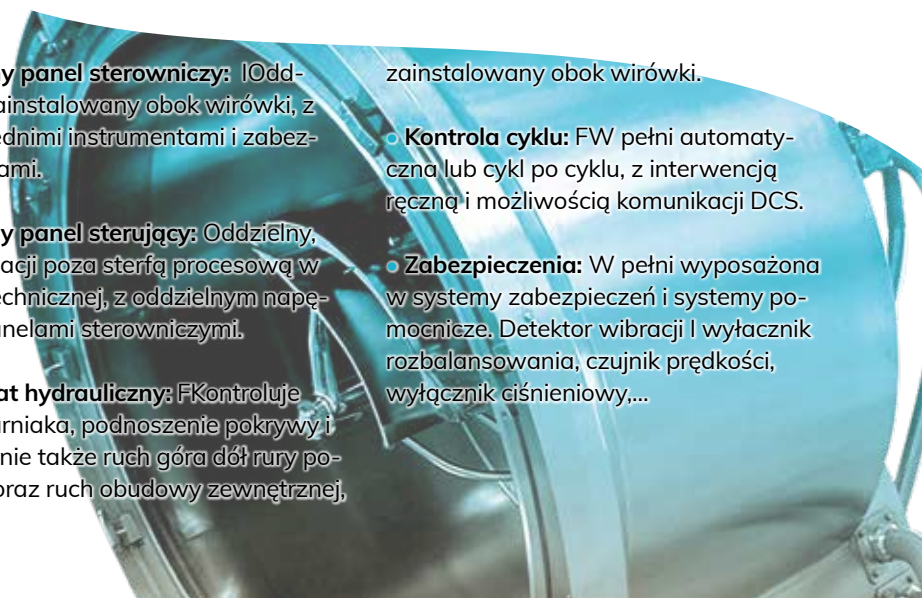 y panel sterowniczy: IOdd-
ainstalowany obok wirówki, z
ednimi instrumentami i zabez-
ami.
y panel sterujący: Oddzielny,
acji poza sterfą procesową w
echnicznej, z oddzielnym napę-
anelami sterowniczymi.
at hydrauliczny: FKontroluje
arniaka, podnoszenie pokrywy i
nie także ruch góra dół rury po-
oraz ruch obudowy zewnętrznej,
zainstalowany obok wirówki.
• Kontrola cyklu: FW pełni automaty-
czna lub cykl po cyklu, z interwencją
ręczną i możliwością komunikacji DCS.
• Zabezpieczenia: W pełni wyposażona
w systemy zabezpieczeń i systemy po-
mocnicze. Detektor wibracji I wyłacznik
rozbalansowania, czujnik prędkości,
wyłącznik ciśnieniowy,...